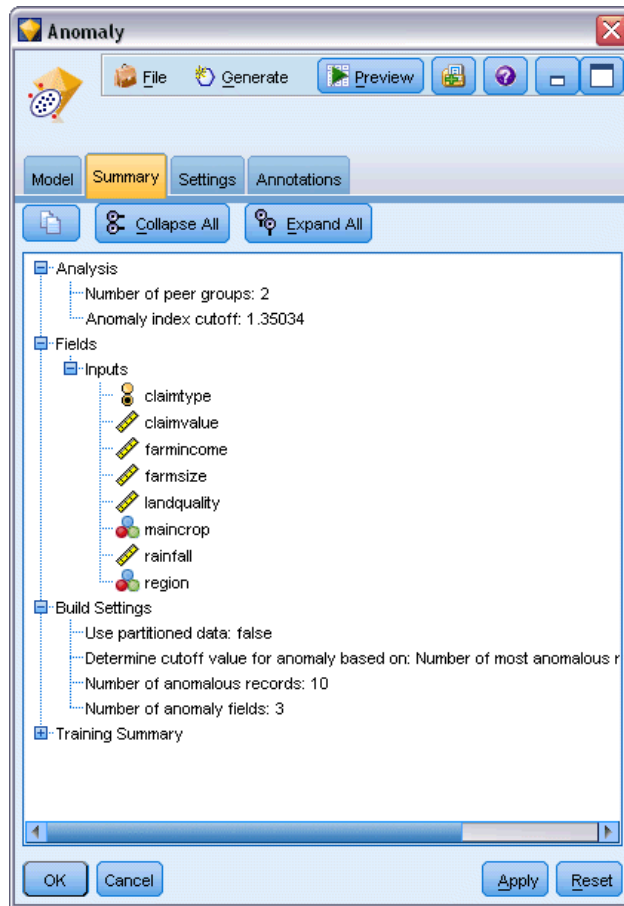 Anomaly
File Generate Preview
Model Summary Settings Annotations
Collapse All Expand All
Analysis
Number of peer groups: 2
Anomaly index cutoff: 1.35034
Fields
Inputs
claimtype
claimvalue
farmincome
farmsize
landquality
maincrop
rainfall
region
Build Settings
Use partitioned data: false
Determine cutoff value for anomaly based on: Number of most anomalous r
Number of anomalous records: 10
Number of anomaly fields: 3
Training Summary
OK Cancel Apply Reset